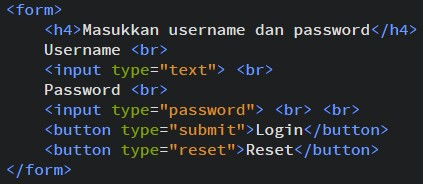 <form>
<h4>Masukkan username dan password</h4>
Username <br>
<input type="text"> <br>
Password <br>
<input type="password"> <br> <br>
<button type="submit">Login</button>
<button type="reset">Reset</button>
</form>